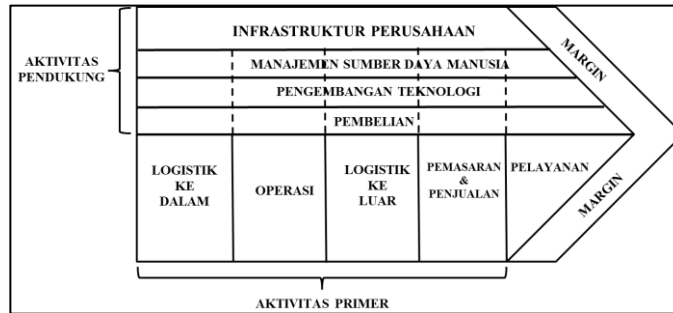 INFRASTRUKTUR PERUSAHAAN
AKTIVITAS
PENDUKUNG
MANAJEMEN SUMBER DAYA MANUSIA
PENGEMBANGAN TEKNOLOGI
PEMBELIAN
MARGIN
LOGISTIK
KE
DALAM
OPERASI
LOGISTIK
KE
LUAR
PEMASARAN
&
PENJUALAN
PELAYANAN
MARGIN
AKTIVITAS PRIMER